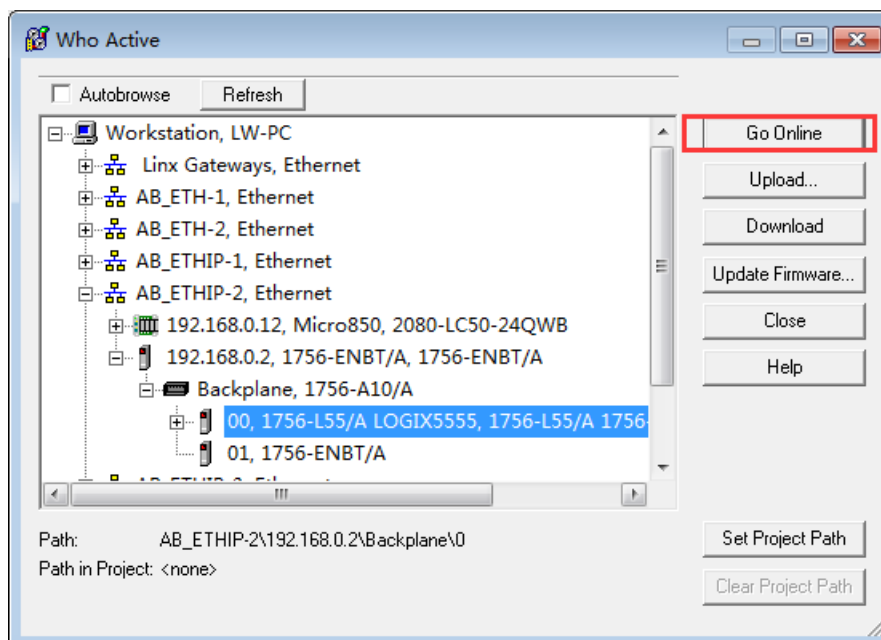 Who Active
Autobrowse
Refresh
Workstation, LW-PC
Linx Gateways, Ethernet
AB_ETH-1, Ethernet
AB_ETH-2, Ethernet
AB_ETHIP-1, Ethernet
AB_ETHIP-2, Ethernet
192.168.0.12, Micro850, 2080-LC50-24QWB
192.168.0.2, 1756-ENBT/A, 1756-ENBT/A
Backplane, 1756-A10/A
00, 1756-L55/A LOGIX5555, 1756-L55/A 1756-
01, 1756-ENBT/A
Go Online
Upload...
Download
Update Firmware...
Close
Help
Path: AB_ETHIP-2\192.168.0.2\Backplane\0
Path in Project: <none>
Set Project Path
Clear Project Path